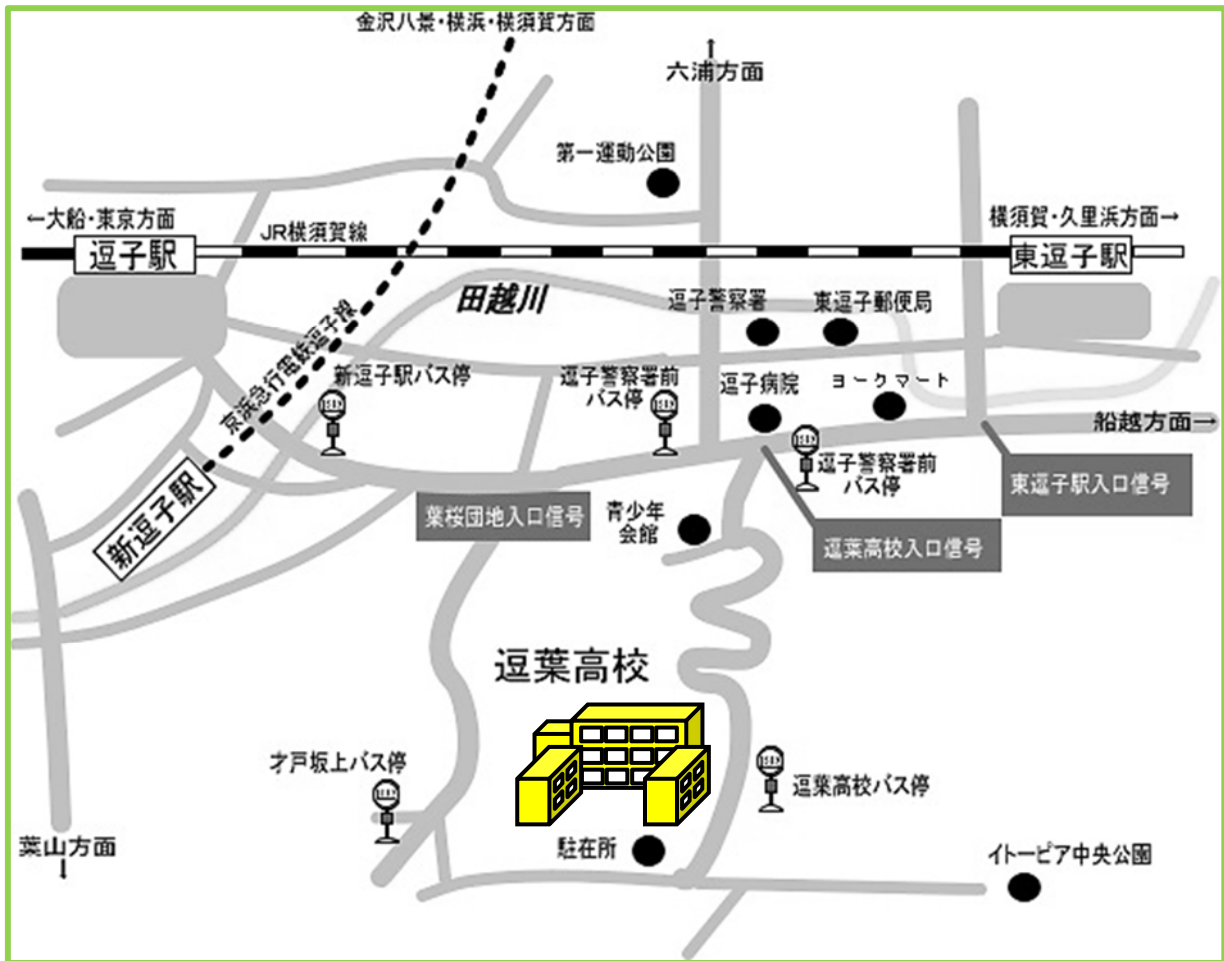 金沢八景・横浜・横須賀方面
↑
六浦方面
第一運動公園
←大船・東京方面
横須賀・久里浜方面→
JR横須賀線
逗子駅
東逗子駅
田越川
逗子警察署
東逗子郵便局
京浜急行電鉄逗子線
新逗子駅バス停
逗子警察署前
バス停
逗子病院
ヨークマート
船越方面→
逗子警察署前
バス停
東逗子駅入口信号
新逗子駅
葉桜団地入口信号
青少年
会館
逗葉高校入口信号
逗葉高校
才戸坂上バス停
逗葉高校バス停
葉山方面
↓
駐在所
イトーピア中央公園